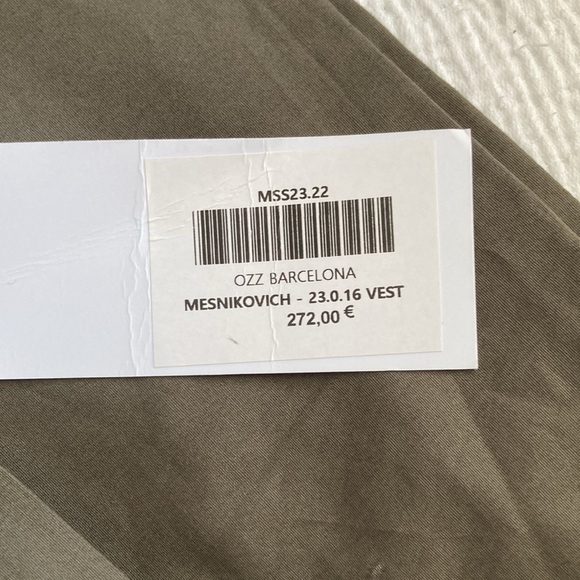 MSS23.22
OZZ BARCELONA
MESNIKOVICH - 23.0.16 VEST
272,00 €